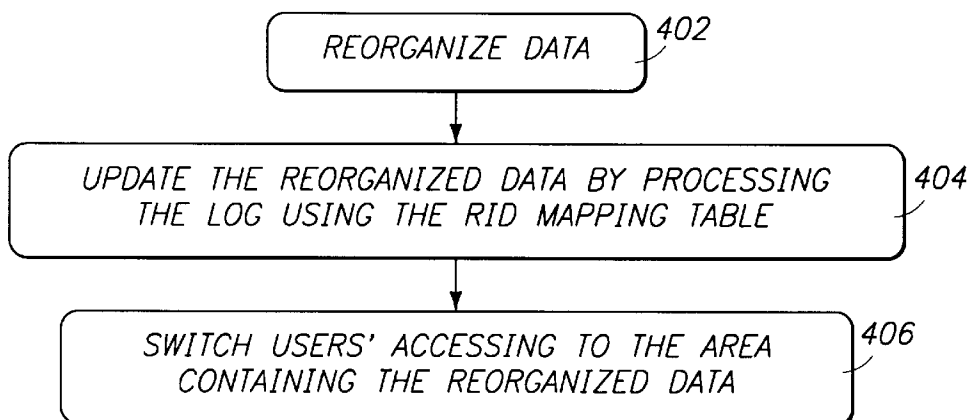 REORGANIZE DATA
402
UPDATE THE REORGANIZED DATA BY PROCESSING
THE LOG USING THE RID MAPPING TABLE
404
SWITCH USERS' ACCESSING TO THE AREA
CONTAINING THE REORGANIZED DATA
406